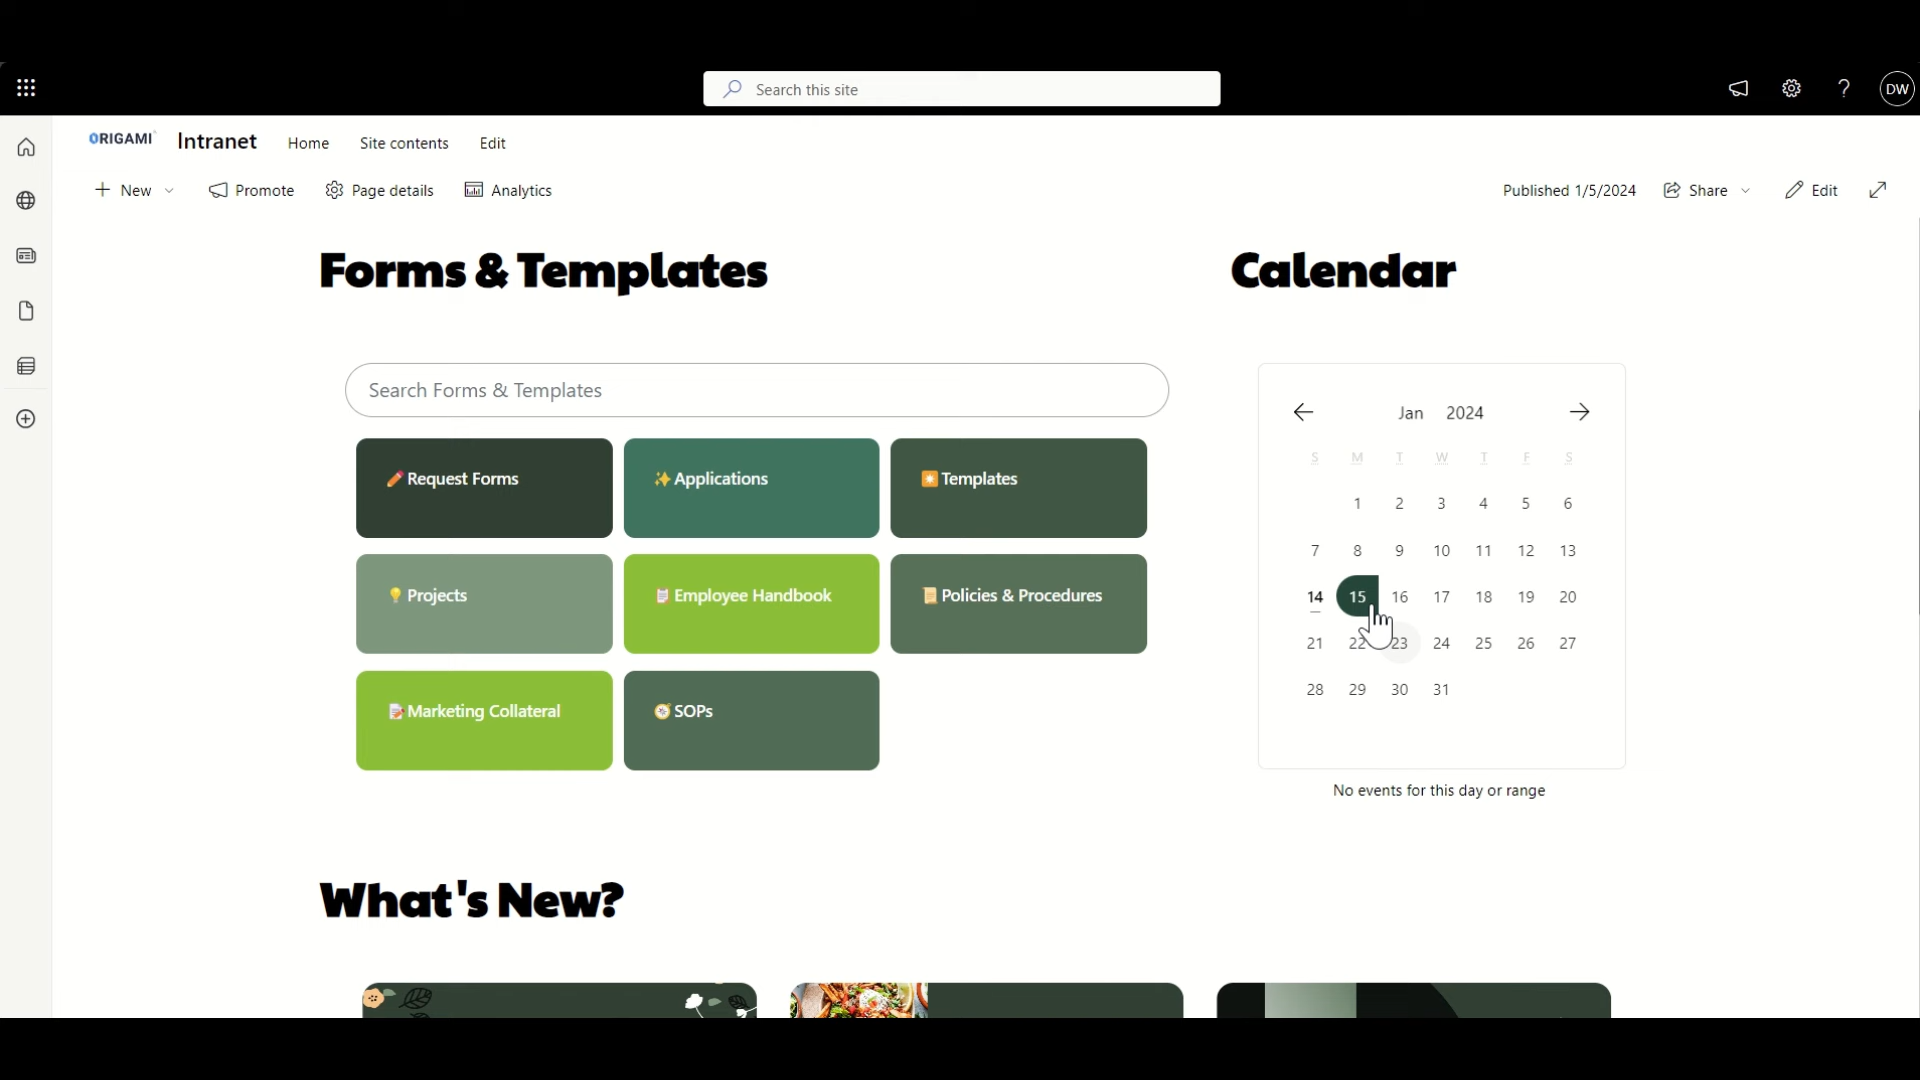 Search this site
DW
ORIGAMI Intranet Home Site contents Edit
New Promote Page details Analytics Published 1/5/2024 Share Edit
Forms & Templates
Calendar
Search Forms & Templates
Request Forms
Applications
Templates
Projects
Employee Handbook
Policies & Procedures
Marketing Collateral
SOPs
Jan 2024
S M T W T F S
1 2 3 4 5 6
7 8 9 10 11 12 13
14 15 16 17 18 19 20
21 22 23 24 25 26 27
28 29 30 31
No events for this day or range
What's New?